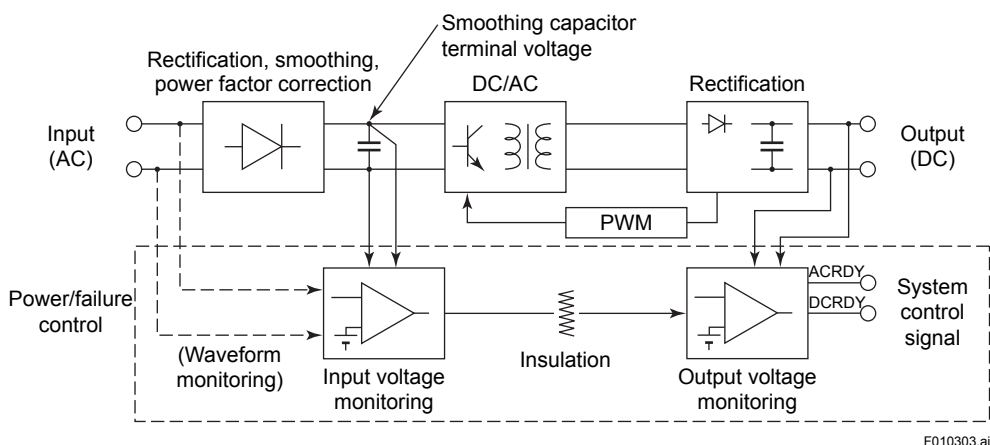 Smoothing capacitor
terminal voltage
Rectification, smoothing,
power factor correction
DC/AC
Rectification
Input
(AC)
Output
(DC)
PWM
Power/failure
control
ACRDY
DCRDY
System
control
signal
(Waveform
monitoring)
Input voltage
monitoring
Insulation
Output voltage
monitoring
F010303.ai